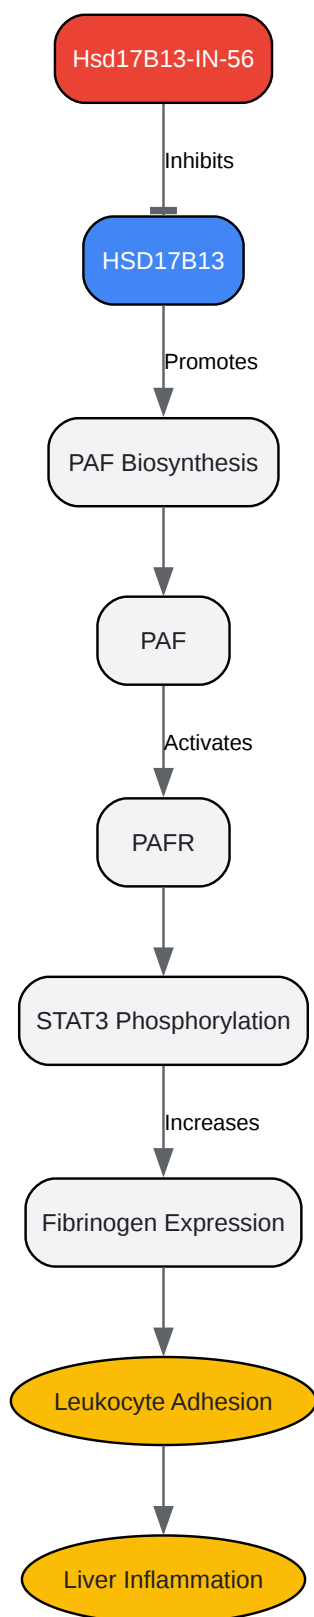 Hsd17B13-IN-56
Inhibits
HSD17B13
Promotes
PAF Biosynthesis
PAF
Activates
PAFR
STAT3 Phosphorylation
Increases
Fibrinogen Expression
Leukocyte Adhesion
Liver Inflammation